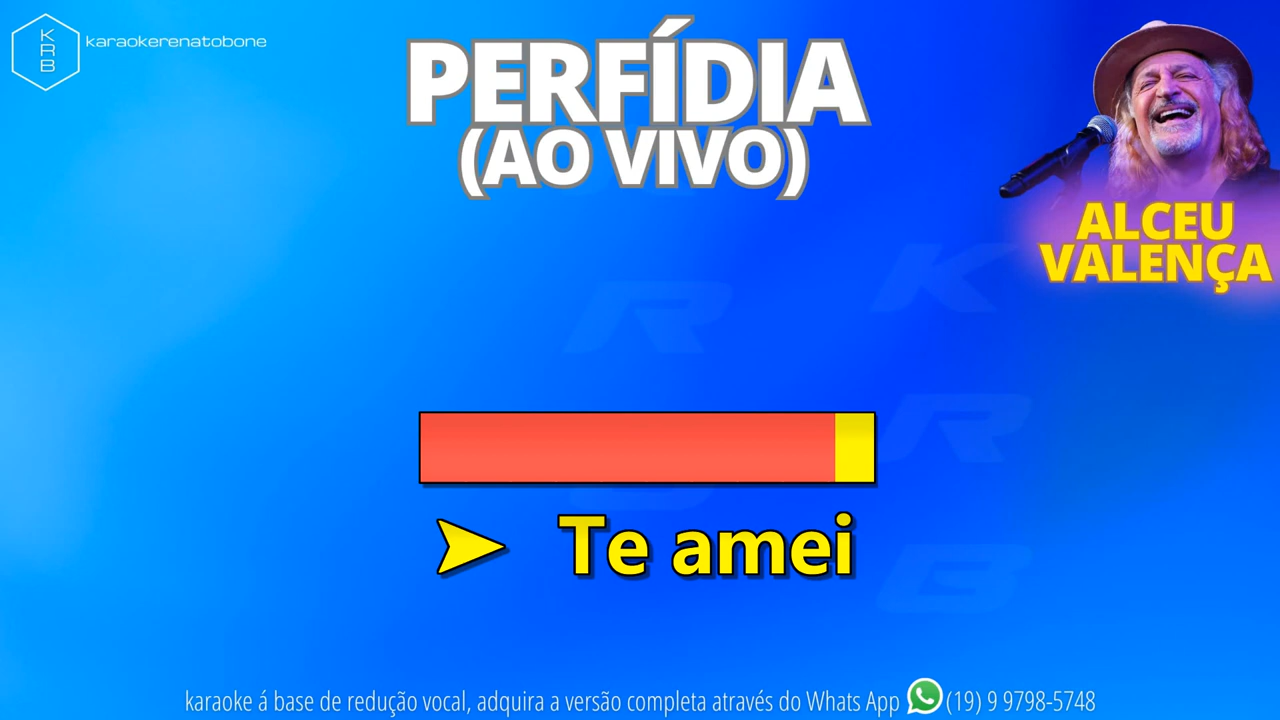 K
R
B
karaokerenatobone
PERFÍDIA
(AO VIVO)
ALCEU
VALENÇA
K
R
R
B
➤ Te amei
karaoke á base de redução vocal, adquira a versão completa através do Whats App (19) 9 9798-5748